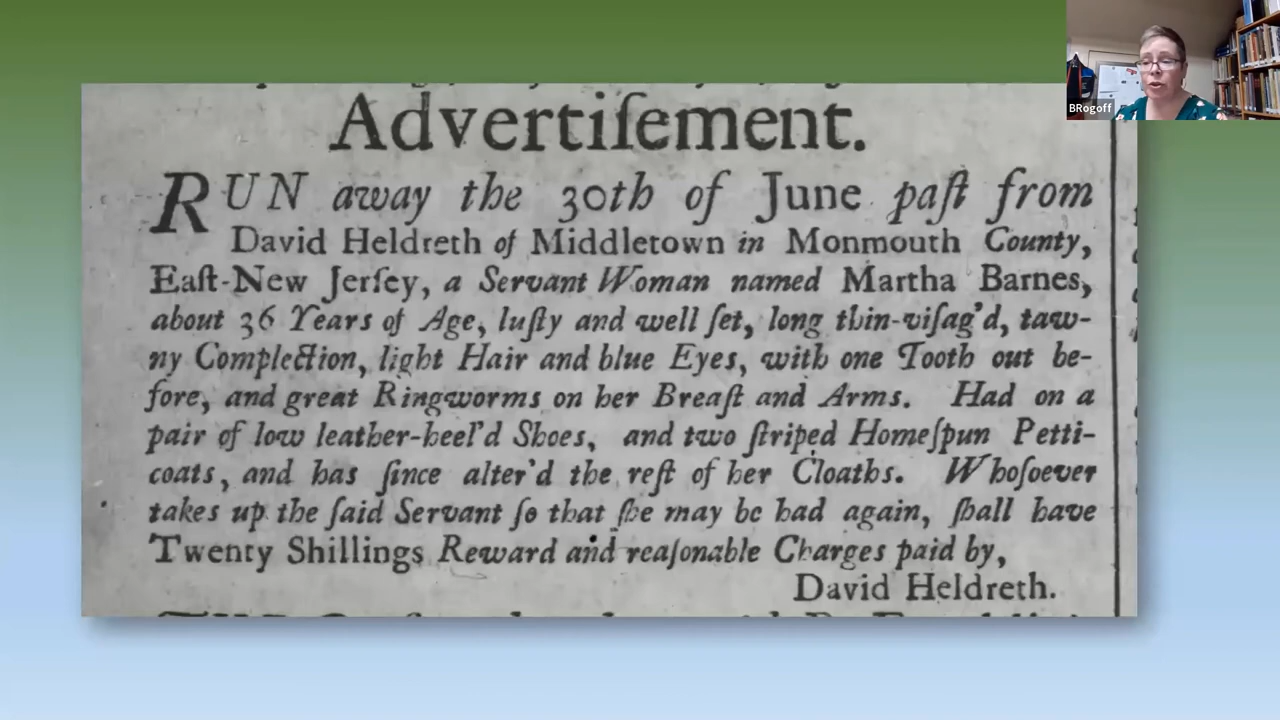 Advertiſement.
RUN away the 30th of June paſt from
David Heldreth of Middletown in Monmouth County,
Eaſt-New Jerſey, a Servant Woman named Martha Barnes,
about 36 Years of Age, luſty and well ſet, long thin-viſag'd, taw-
ny Complection, light Hair and blue Eyes, with one Tooth out be-
fore, and great Ringworms on her Breaſt and Arms. Had on a
pair of low leather-heel'd Shoes, and two ſtriped Homeſpun Petti-
coats, and has ſince alter'd the reſt of her Cloaths. Whoſoever
takes up the ſaid Servant ſo that ſhe may be had again, ſhall have
Twenty Shillings Reward and reaſonable Charges paid by,
David Heldreth.
BRogoff